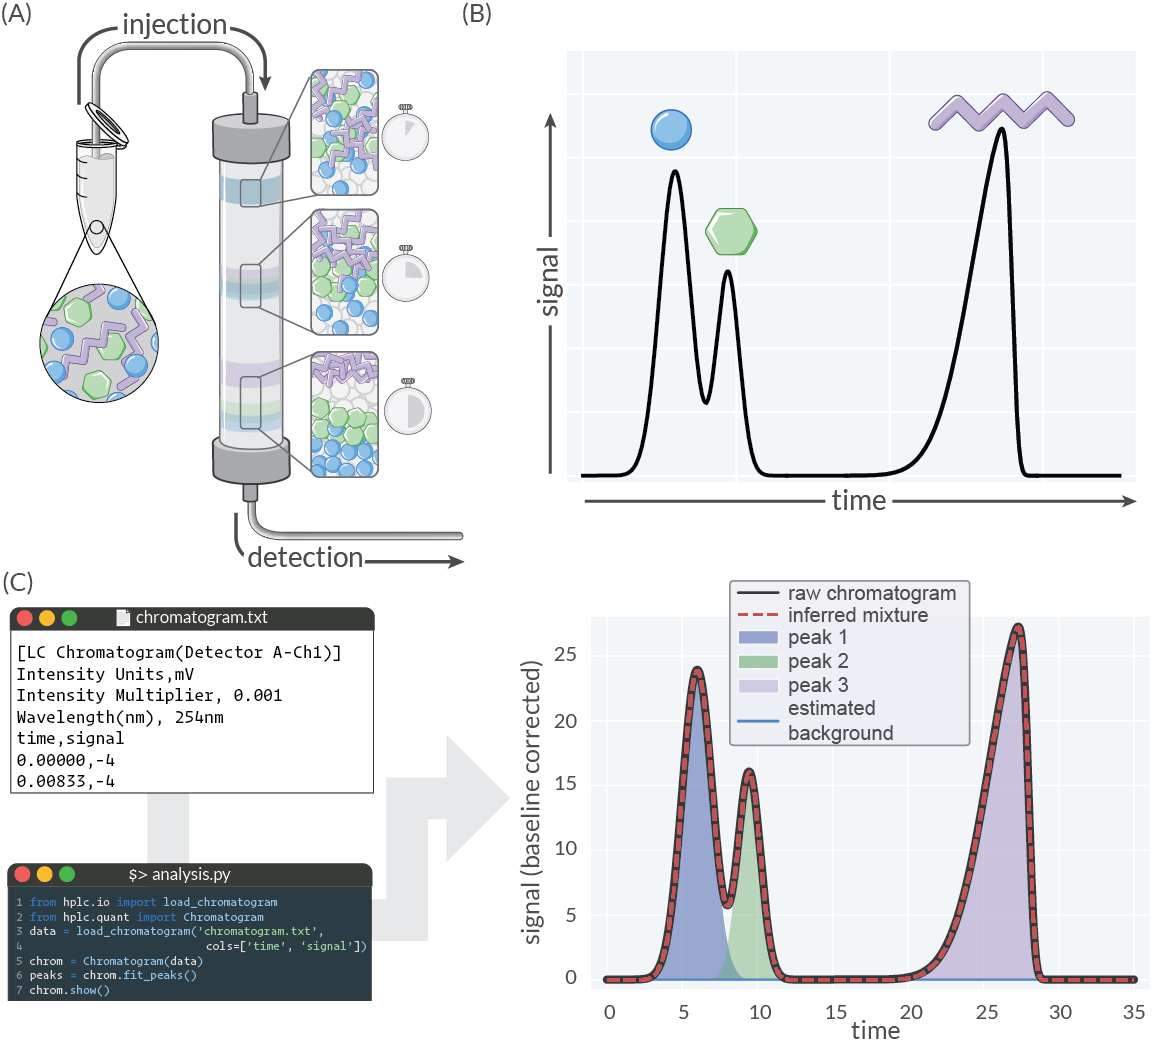 (A)
injection
detection
(B)
signal
time
(C)
chromatogram.txt
[LC Chromatogram(Detector A-Ch1)]
Intensity Units,mV
Intensity Multiplier, 0.001
Wavelength(nm), 254nm
time,signal
0.00000,-4
0.00833,-4
$> analysis.py
1 from hplc.io import load_chromatogram
2 from hplc.quant import Chromatogram
3 data = load_chromatogram('chromatogram.txt',
4 cols=['time', ‘signal'])
5 chrom = Chromatogram(data)
6 peaks = chrom.fit_peaks()
7 chrom.show()
raw chromatogram
inferred mixture
peak 1
peak 2
peak 3
estimated
background
signal (baseline corrected)
25
20
15
10
5
0
0 5 10 15 20 25 30 35
time